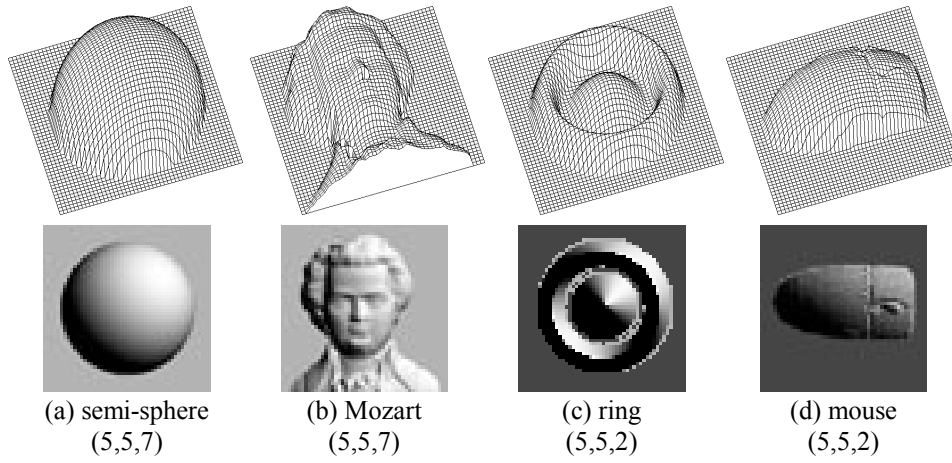 (a) semi-sphere
(5,5,7)
(b) Mozart
(5,5,7)
(c) ring
(5,5,2)
(d) mouse
(5,5,2)